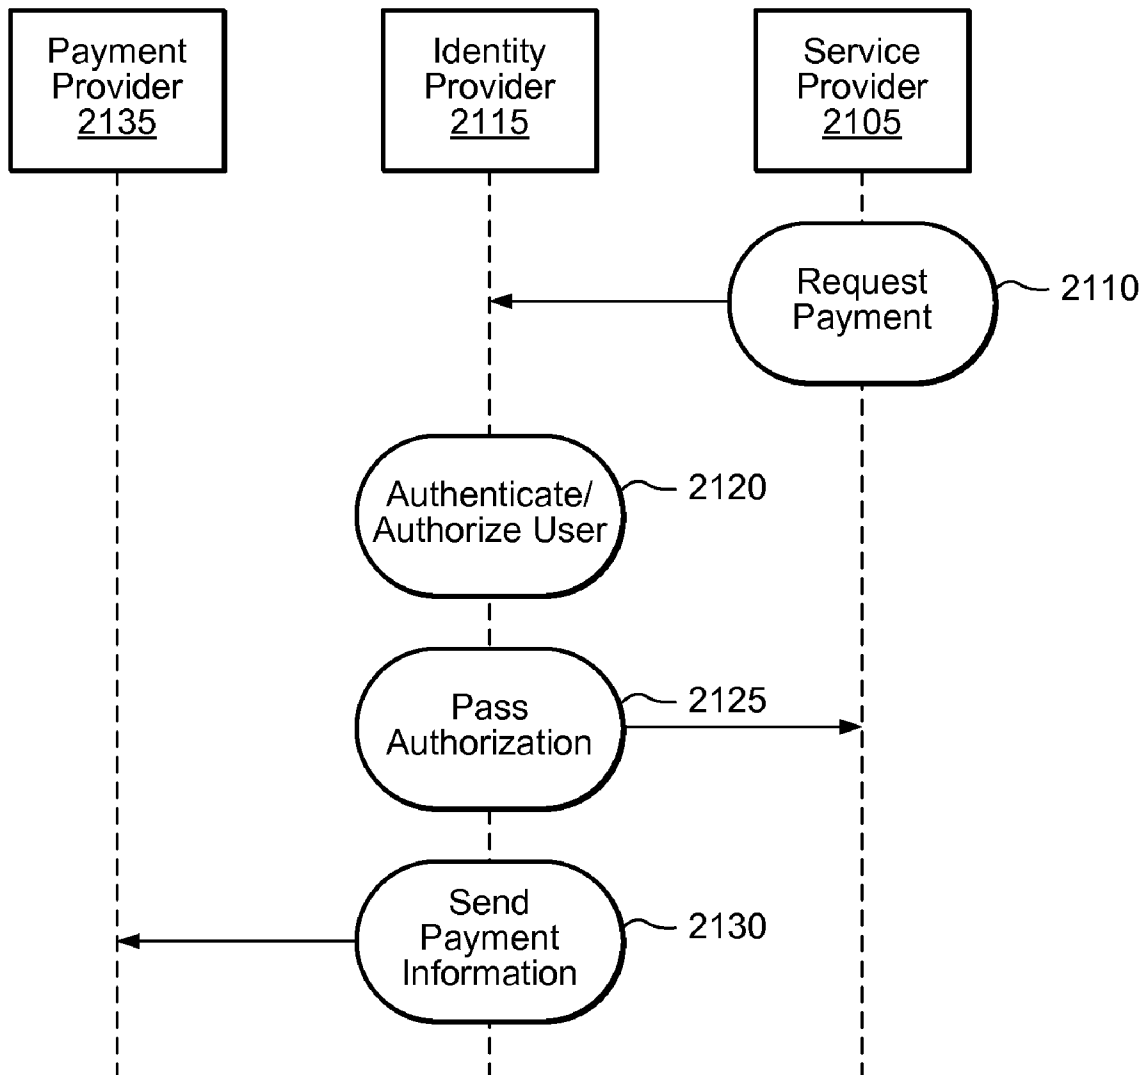 Payment
Provider
2135
Identity
Provider
2115
Service
Provider
2105
Request
Payment
2110
Authenticate/
Authorize User
2120
Pass
Authorization
2125
Send
Payment
Information
2130